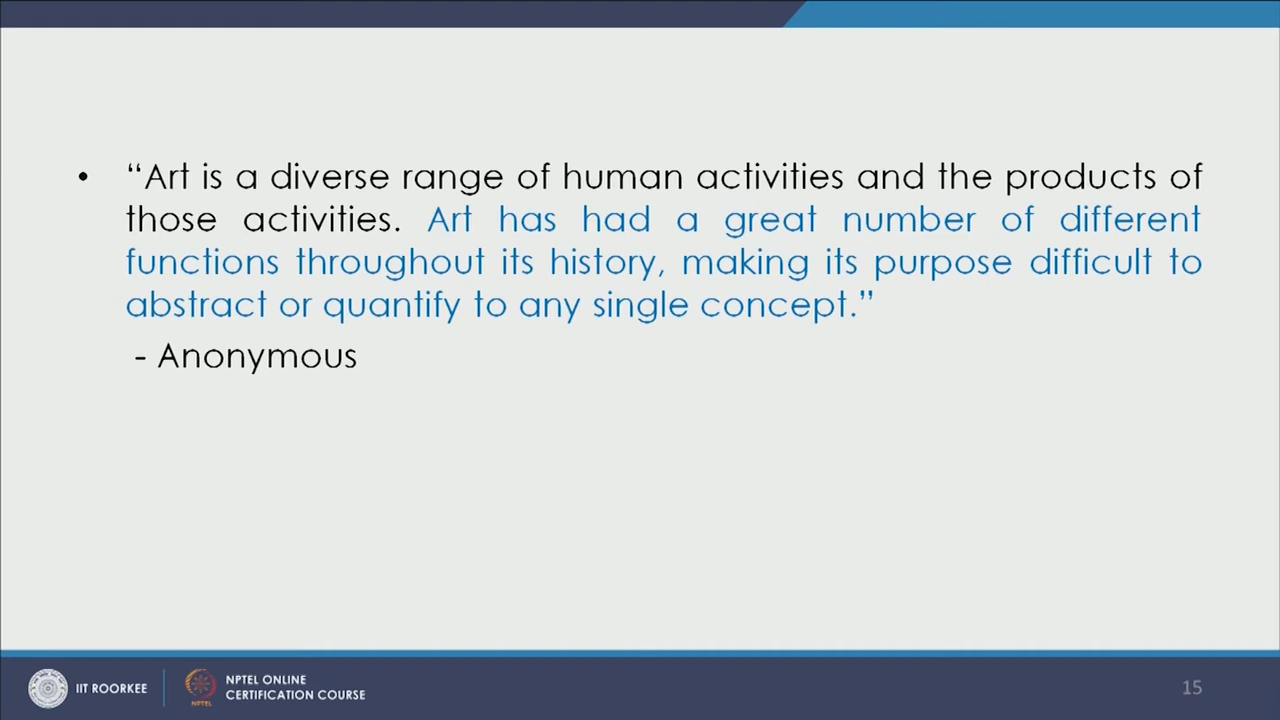 • “Art is a diverse range of human activities and the products of
those activities. Art has had a great number of different
functions throughout its history, making its purpose difficult to
abstract or quantify to any single concept.”
- Anonymous
IIT ROORKEE
NPTEL
NPTEL ONLINE
CERTIFICATION COURSE
15